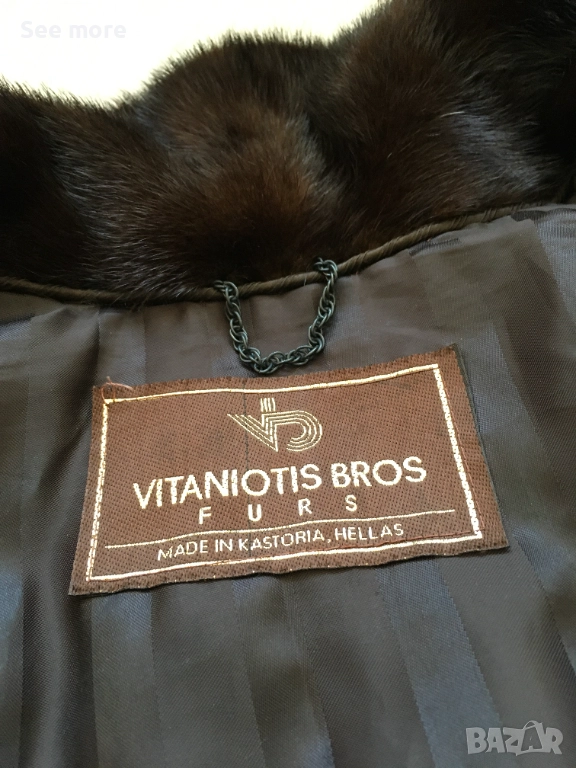 See more
VITANIOTIS BROS
FURS
MADE IN KASTORIA, HELLAS
BAZAR